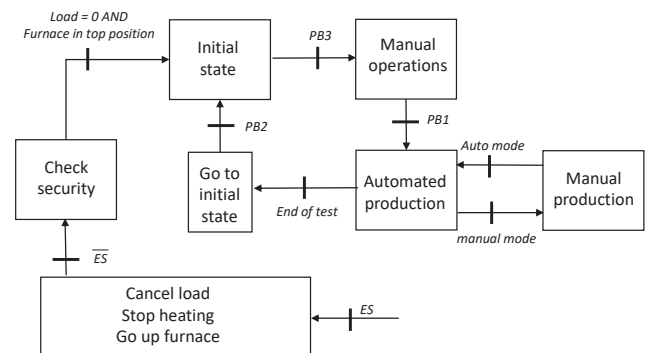 Load = 0 AND
Furnace in top position
Initial
state
PB3
Manual
operations
PB2
PB1
Check
security
Go to
initial
state
End of test
Automated
production
Auto mode
manual mode
Manual
production
E̅S̅
Cancel load
Stop heating
Go up furnace
ES